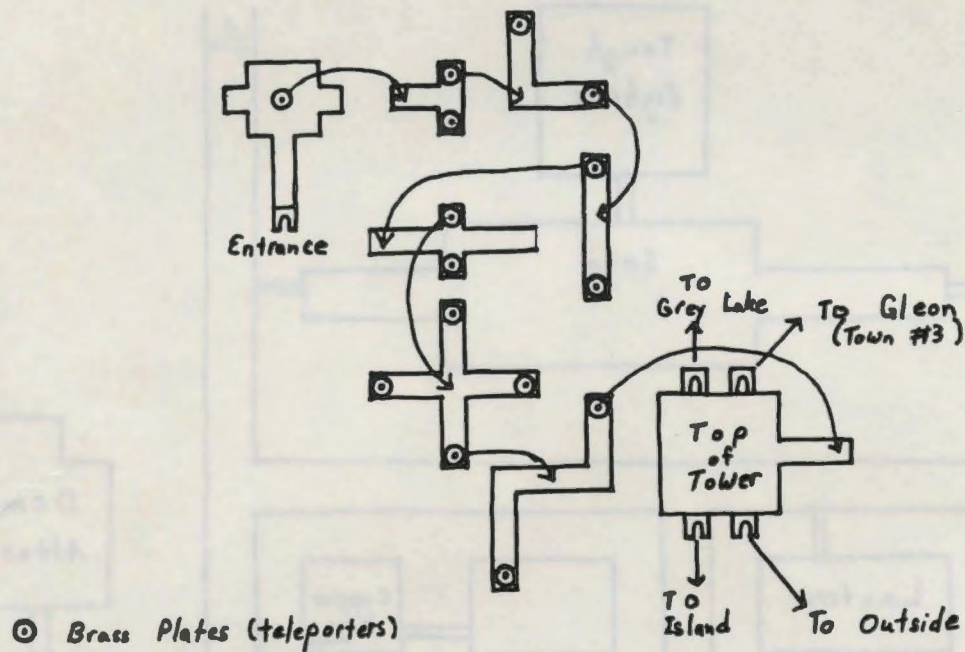 Entrance
To
Grey Lake
To Gleon
(Town #3)
Top
of
Tower
To
Island
To Outside
Brass Plates (teleporters)